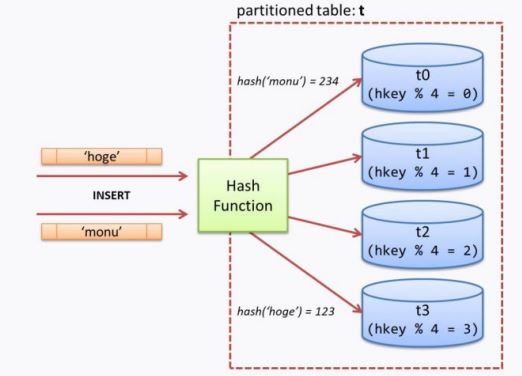 partitioned table: t
hash('monu') = 234
t0
(hkey % 4 = 0)
'hoge'
INSERT
'monu'
Hash
Function
t1
(hkey % 4 = 1)
t2
(hkey % 4 = 2)
hash('hoge') = 123
t3
(hkey % 4 = 3)